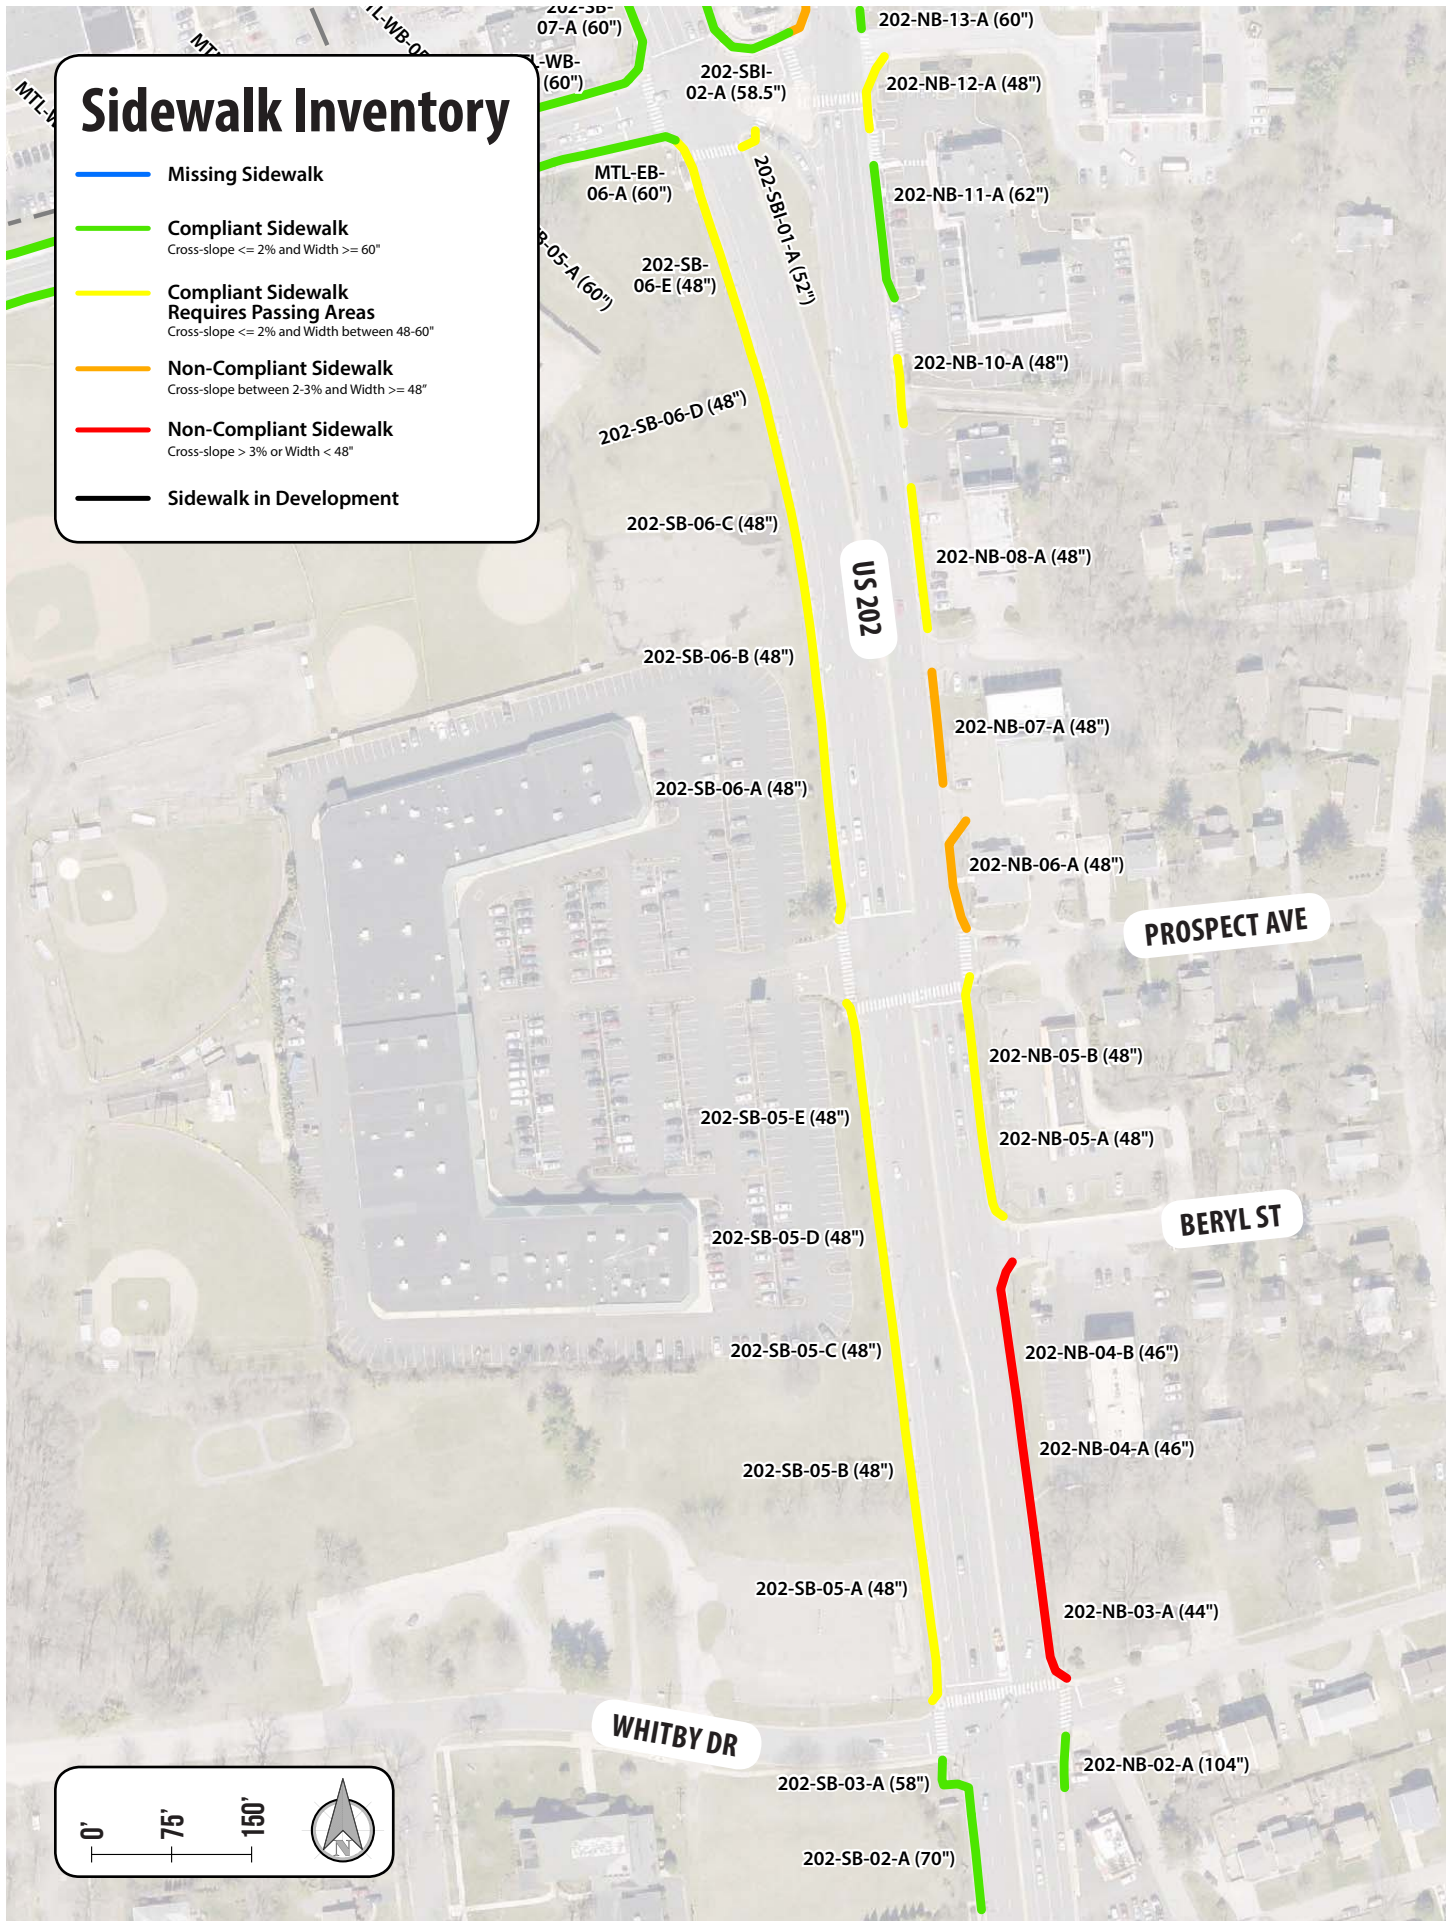 202-SB-
07-A (60")
202-NB-13-A (60")
MTL-WB-
(60")
202-SBI-
02-A (58.5")
202-NB-12-A (48")
Sidewalk Inventory
Missing Sidewalk
Compliant Sidewalk
Cross-slope <= 2% and Width >= 60"
Compliant Sidewalk
Requires Passing Areas
Cross-slope <= 2% and Width between 48-60"
Non-Compliant Sidewalk
Cross-slope between 2-3% and Width >= 48"
Non-Compliant Sidewalk
Cross-slope > 3% or Width < 48"
Sidewalk in Development
MTL-EB-
06-A (60")
202-SBI-01-A (52")
202-NB-11-A (62")
B-05-A (60")
202-SB-
06-E (48")
202-NB-10-A (48")
202-SB-06-D (48")
202-SB-06-C (48")
US 202
202-NB-08-A (48")
202-SB-06-B (48")
202-NB-07-A (48")
202-SB-06-A (48")
202-NB-06-A (48")
PROSPECT AVE
202-NB-05-B (48")
202-SB-05-E (48")
202-NB-05-A (48")
BERYL ST
202-SB-05-D (48")
202-SB-05-C (48")
202-NB-04-B (46")
202-NB-04-A (46")
202-SB-05-B (48")
202-SB-05-A (48")
202-NB-03-A (44")
WHITBY DR
202-NB-02-A (104")
202-SB-03-A (58")
202-SB-02-A (70")
0'
75'
150'
N